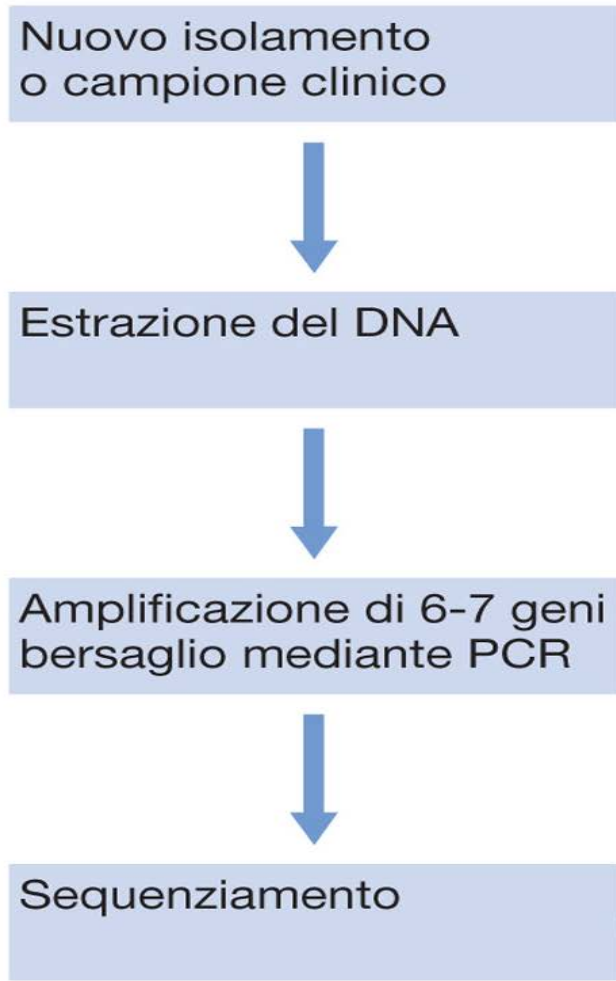 Nuovo isolamento
o campione clinico
Estrazione del DNA
Amplificazione di 6-7 geni
bersaglio mediante PCR
Sequenziamento